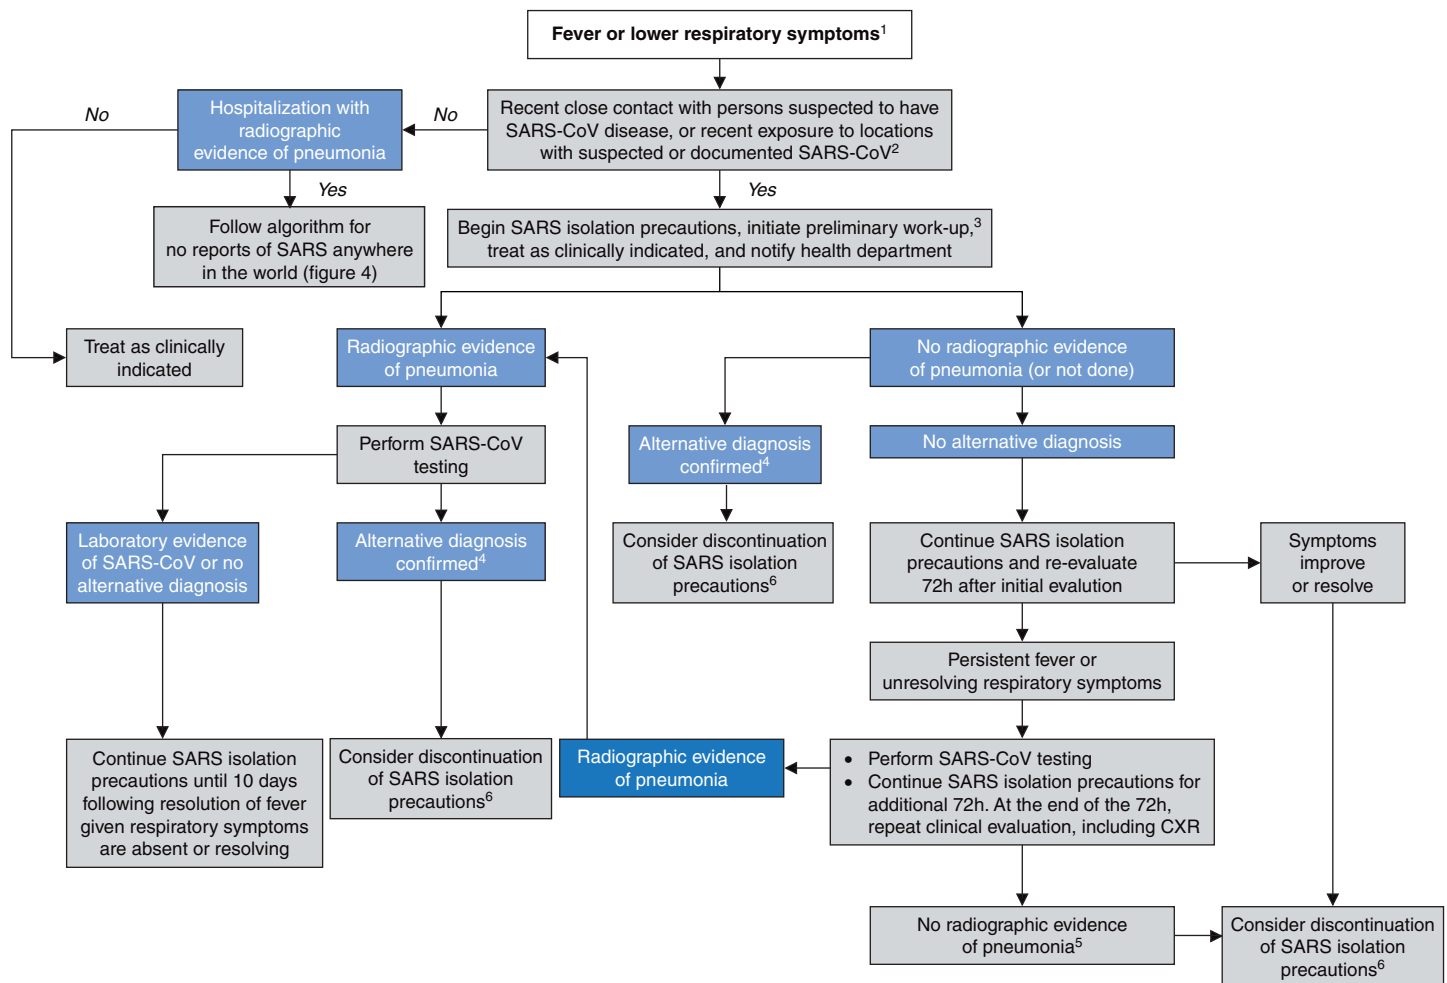 Fever or lower respiratory symptoms1
Recent close contact with persons suspected to have
SARS-CoV disease, or recent exposure to locations
with suspected or documented SARS-CoV2
No
Hospitalization with
radiographic
evidence of pneumonia
No
Yes
Yes
Follow algorithm for
no reports of SARS anywhere
in the world (figure 4)
Begin SARS isolation precautions, initiate preliminary work-up,3
treat as clinically indicated, and notify health department
Treat as clinically
indicated
Radiographic evidence
of pneumonia
No radiographic evidence
of pneumonia (or not done)
Perform SARS-CoV
testing
Alternative diagnosis
confirmed4
No alternative diagnosis
Laboratory evidence
of SARS-CoV or no
alternative diagnosis
Alternative diagnosis
confirmed4
Consider discontinuation
of SARS isolation
precautions6
Continue SARS isolation
precautions and re-evaluate
72h after initial evalution
Symptoms
improve
or resolve
Persistent fever or
unresolving respiratory symptoms
Continue SARS isolation
precautions until 10 days
following resolution of fever
given respiratory symptoms
are absent or resolving
Consider discontinuation
of SARS isolation
precautions6
Radiographic evidence
of pneumonia
• Perform SARS-CoV testing
• Continue SARS isolation precautions for
additional 72h. At the end of the 72h,
repeat clinical evaluation, including CXR
No radiographic evidence
of pneumonia5
Consider discontinuation
of SARS isolation
precautions6